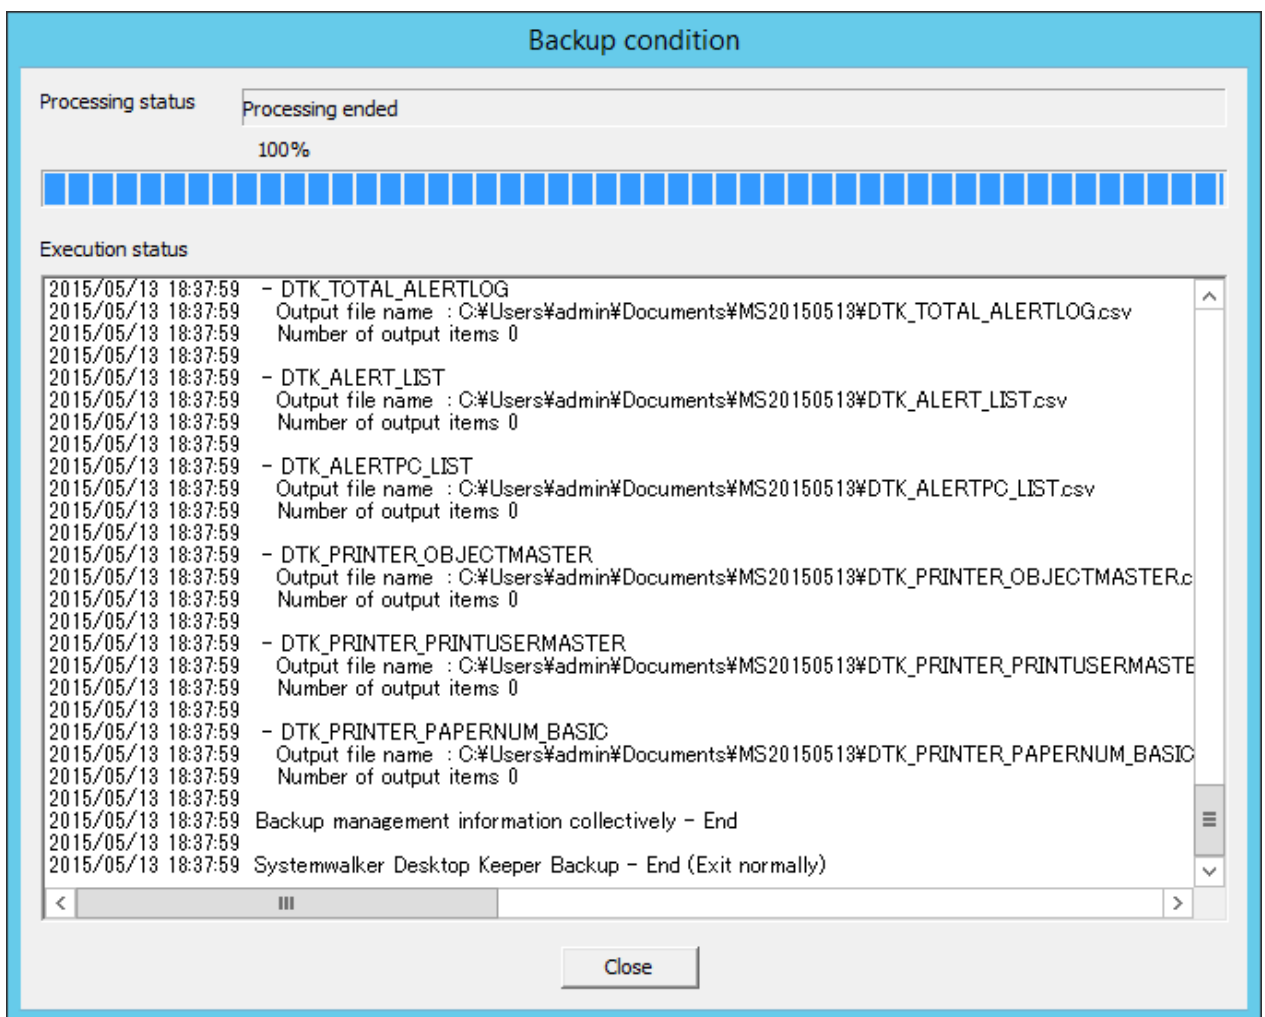 Backup condition
Processing status
Processing ended
100%
Execution status
2015/05/13 18:37:59 - DTK_TOTAL_ALERTLOG
2015/05/13 18:37:59 Output file name : C:¥Users¥admin¥Documents¥MS20150513¥DTK_TOTAL_ALERTLOG.csv
2015/05/13 18:37:59 Number of output items 0
2015/05/13 18:37:59
2015/05/13 18:37:59 - DTK_ALERT_LIST
2015/05/13 18:37:59 Output file name : C:¥Users¥admin¥Documents¥MS20150513¥DTK_ALERT_LIST.csv
2015/05/13 18:37:59 Number of output items 0
2015/05/13 18:37:59
2015/05/13 18:37:59 - DTK_ALERTPC_LIST
2015/05/13 18:37:59 Output file name : C:¥Users¥admin¥Documents¥MS20150513¥DTK_ALERTPC_LIST.csv
2015/05/13 18:37:59 Number of output items 0
2015/05/13 18:37:59
2015/05/13 18:37:59 - DTK_PRINTER_OBJECTMASTER
2015/05/13 18:37:59 Output file name : C:¥Users¥admin¥Documents¥MS20150513¥DTK_PRINTER_OBJECTMASTER.c
2015/05/13 18:37:59 Number of output items 0
2015/05/13 18:37:59
2015/05/13 18:37:59 - DTK_PRINTER_PRINTUSERMASTER
2015/05/13 18:37:59 Output file name : C:¥Users¥admin¥Documents¥MS20150513¥DTK_PRINTER_PRINTUSERMASTE
2015/05/13 18:37:59 Number of output items 0
2015/05/13 18:37:59
2015/05/13 18:37:59 - DTK_PRINTER_PAPERNUM_BASIC
2015/05/13 18:37:59 Output file name : C:¥Users¥admin¥Documents¥MS20150513¥DTK_PRINTER_PAPERNUM_BASIC
2015/05/13 18:37:59 Number of output items 0
2015/05/13 18:37:59
2015/05/13 18:37:59 Backup management information collectively - End
2015/05/13 18:37:59
2015/05/13 18:37:59 Systemwalker Desktop Keeper Backup - End (Exit normally)
Close